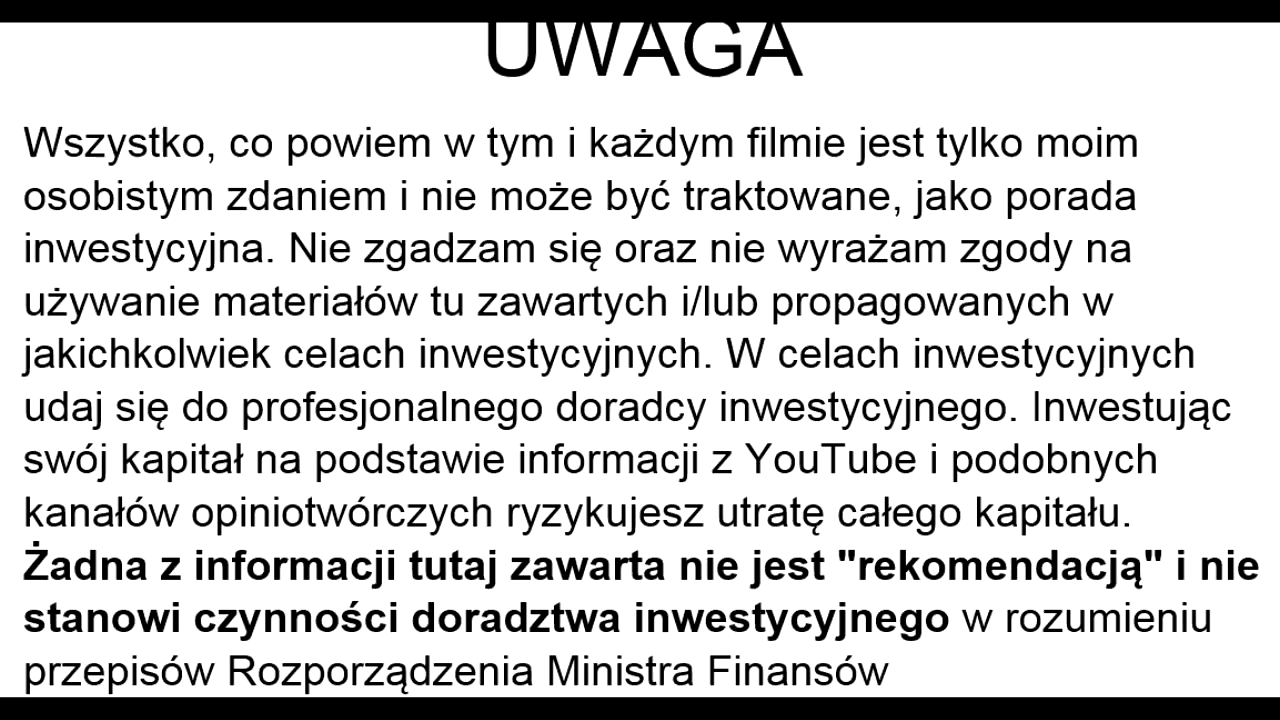 UWAGA
Wszystko, co powiem w tym i każdym filmie jest tylko moim
osobistym zdaniem i nie może być traktowane, jako porada
inwestycyjna. Nie zgadzam się oraz nie wyrażam zgody na
używanie materiałów tu zawartych i/lub propagowanych w
jakichkolwiek celach inwestycyjnych. W celach inwestycyjnych
udaj się do profesjonalnego doradcy inwestycyjnego. Inwestując
swój kapitał na podstawie informacji z YouTube i podobnych
kanałów opiniotwórczych ryzykujesz utratę całego kapitału.
Żadna z informacji tutaj zawarta nie jest "rekomendacją" i nie
stanowi czynności doradztwa inwestycyjnego w rozumieniu
przepisów Rozporządzenia Ministra Finansów